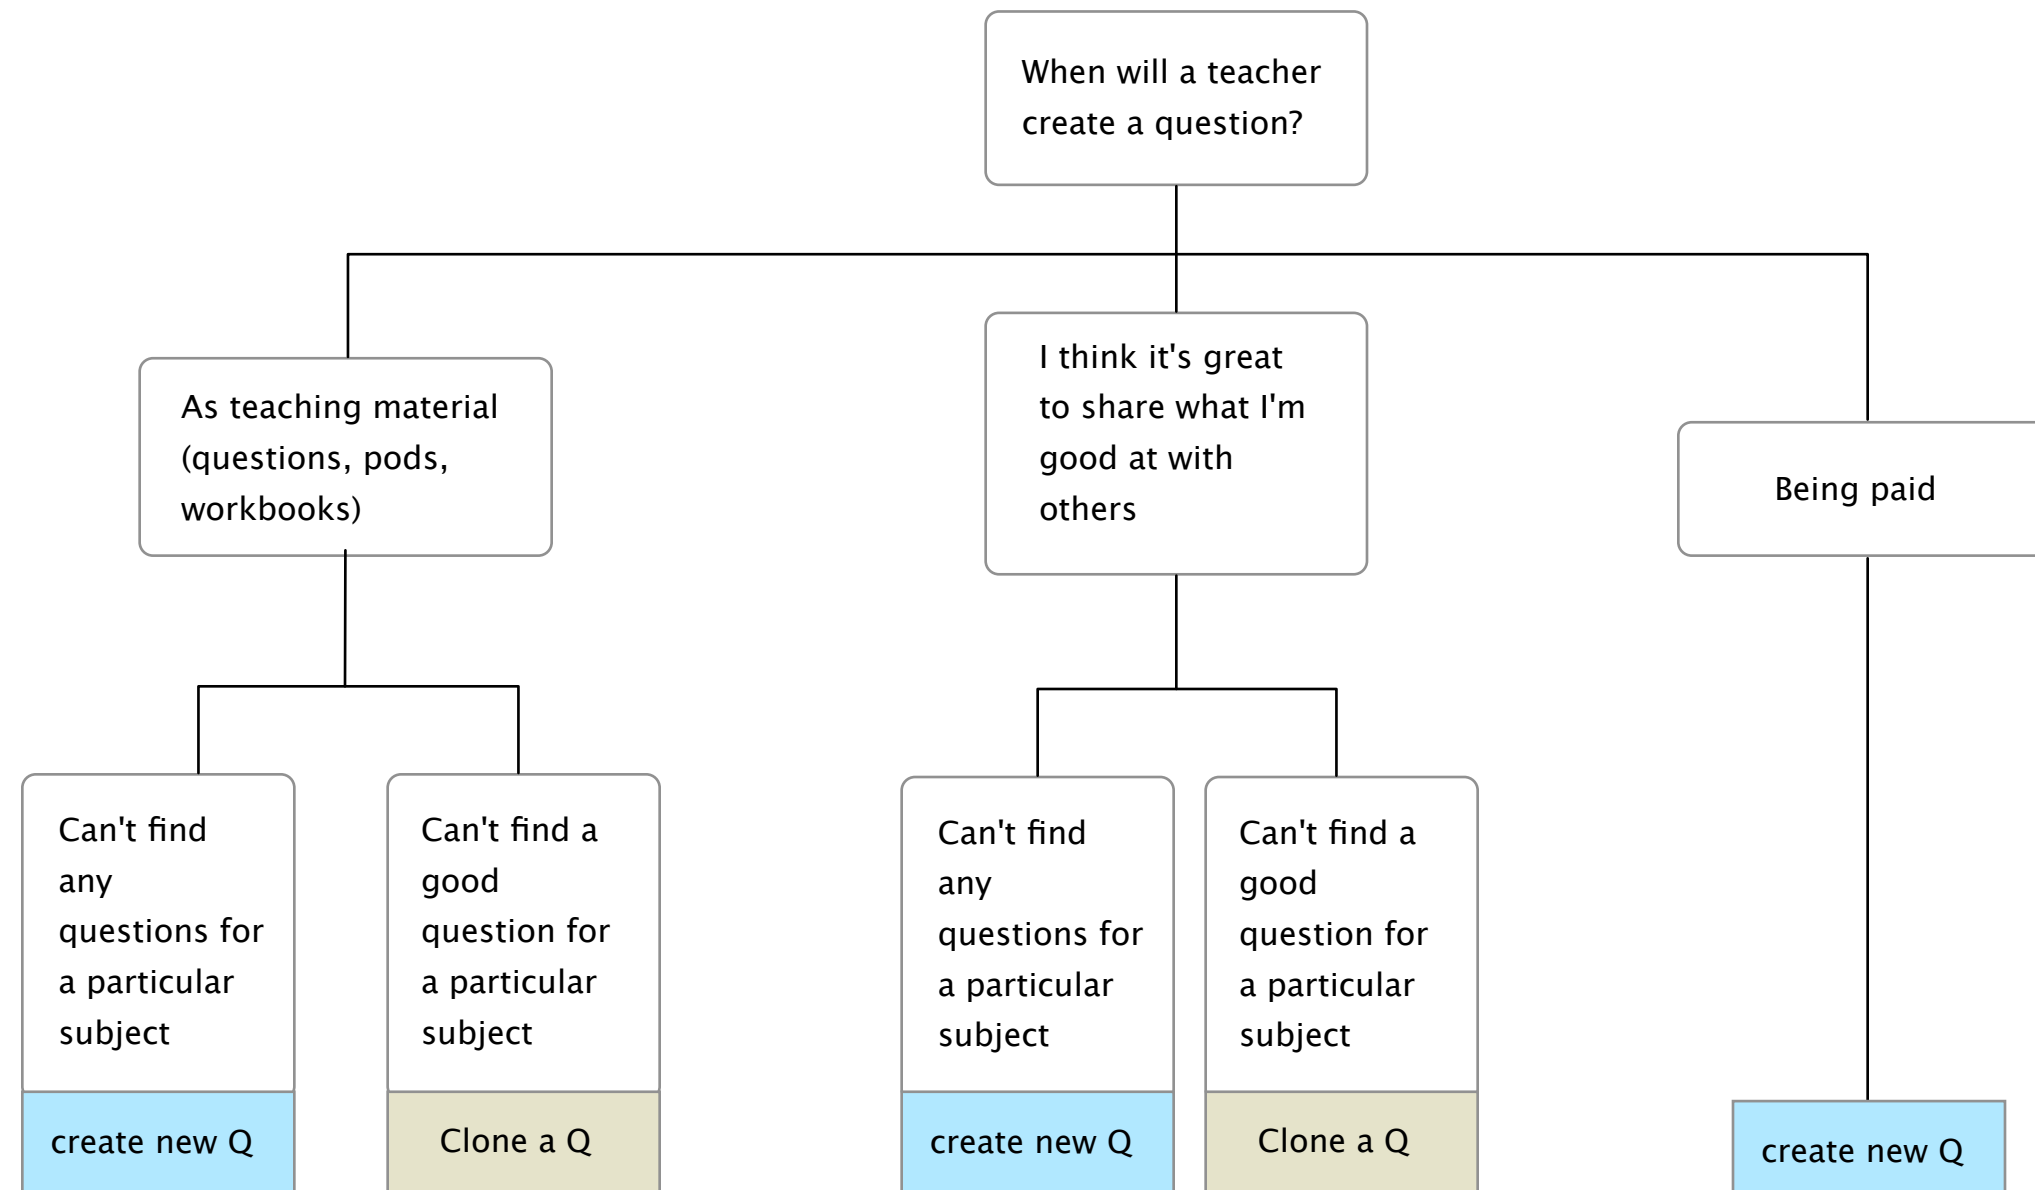 When will a teacher
create a question?
As teaching material
(questions, pods,
workbooks)
I think it's great
to share what I'm
good at with
others
Being paid
Can't find
any
questions for
a particular
subject
create new Q
Can't find a
good
question for
a particular
subject
Clone a Q
Can't find
any
questions for
a particular
subject
create new Q
Can't find a
good
question for
a particular
subject
Clone a Q
create new Q